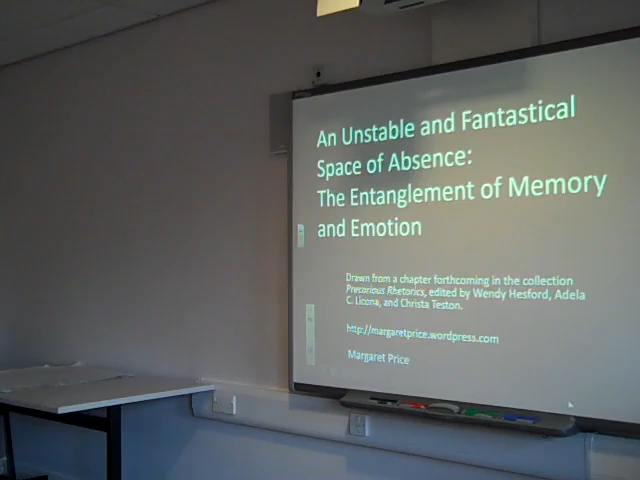 An Unstable and Fantastical
Space of Absence:
The Entanglement of Memory
and Emotion
Drawn from a chapter forthcoming in the collection
Precarious Rhetorics, edited by Wendy Hesford, Adela
C. Licona, and Christa Teston.
http://margaretprice.wordpress.com
Margaret Price